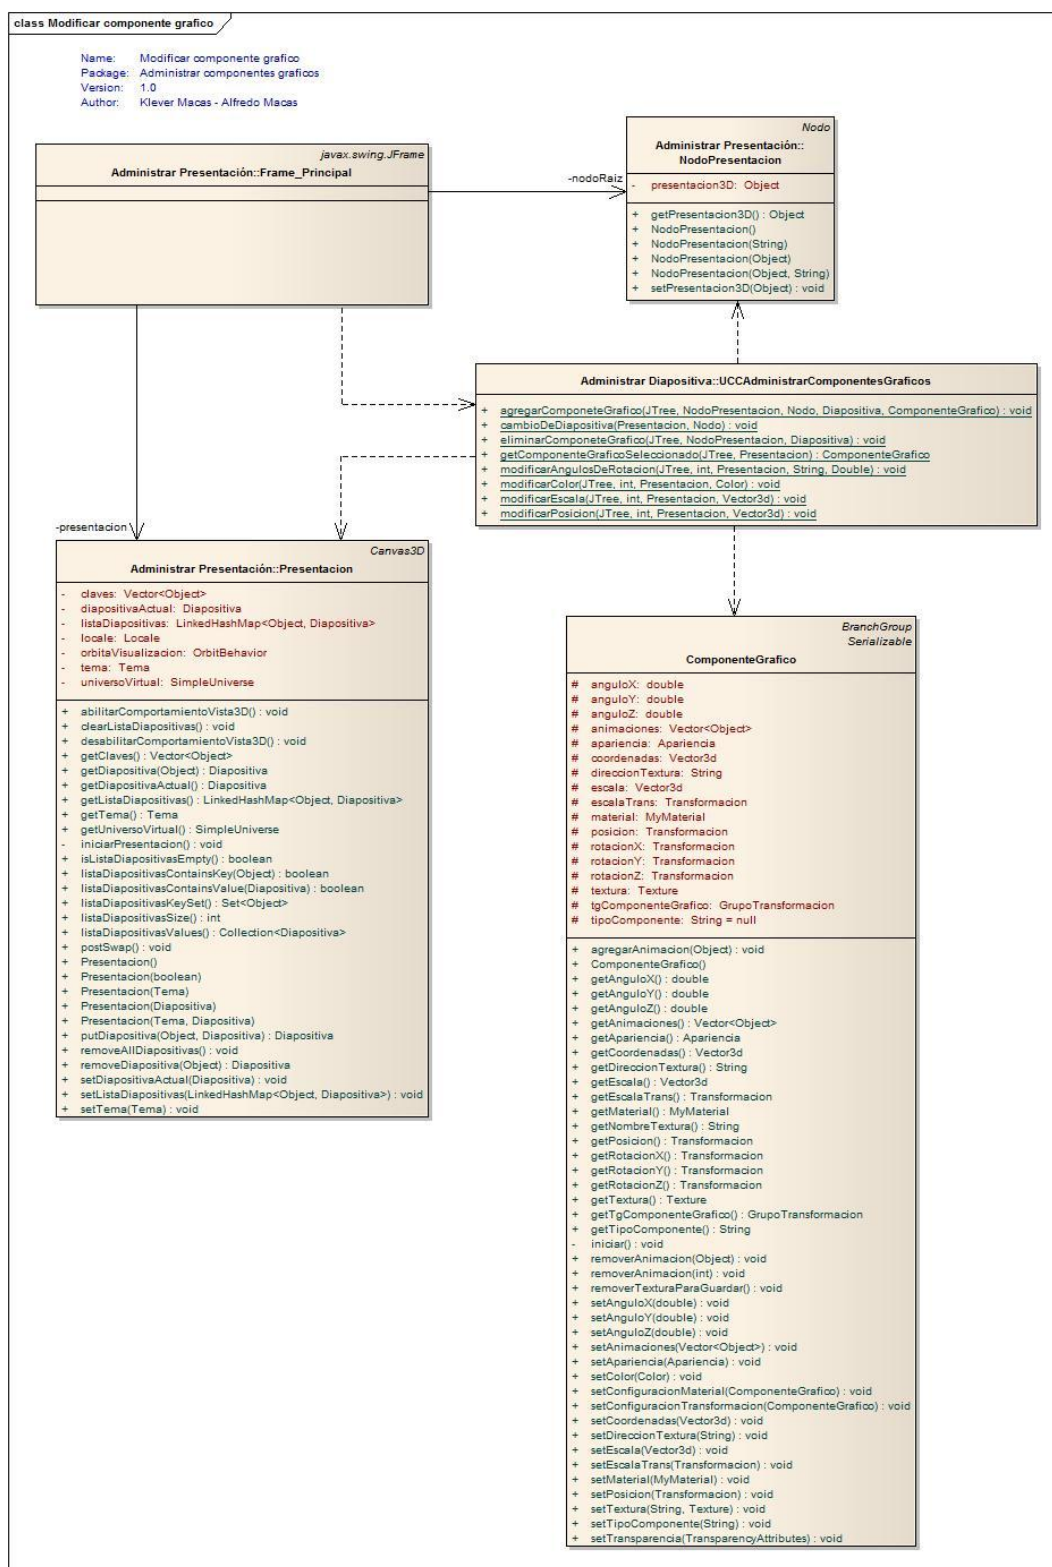 class Modificar componente grafico
Name: Modificar componente grafico
Package: Administrar componentes graficos
Version: 1.0
Author: Klever Macas - Alfredo Macas
javax.swing.JFrame
Administrar Presentación::Frame_Principal
-nodoRaiz
Nodo
Administrar Presentación::
NodoPresentacion
- presentacion3D: Object
+ getPresentacion3D() : Object
+ NodoPresentacion()
+ NodoPresentacion(String)
+ NodoPresentacion(Object)
+ NodoPresentacion(Object, String)
+ setPresentacion3D(Object) : void
Administrar Diapositiva::UCCAdministrarComponentesGraficos
+ agregarComponeteGrafico(JTree, NodoPresentacion, Nodo, Diapositiva, ComponenteGrafico) : void
+ cambioDeDiapositiva(Presentacion, Nodo) : void
+ eliminarComponeteGrafico(JTree, NodoPresentacion, Diapositiva) : void
+ getComponenteGraficoSeleccionado(JTree, Presentacion) : ComponenteGrafico
+ modificarAngulosDeRotacion(JTree, int, Presentacion, String, Double) : void
+ modificarColor(JTree, int, Presentacion, Color) : void
+ modificarEscala(JTree, int, Presentacion, Vector3d) : void
+ modificarPosicion(JTree, int, Presentacion, Vector3d) : void
-presentacion
Canvas3D
Administrar Presentación::Presentacion
- claves: Vector<Object>
- diapositivaActual: Diapositiva
- listaDiapositivas: LinkedHashMap<Object, Diapositiva>
- locale: Locale
- orbitaVisualizacion: OrbitBehavior
- tema: Tema
- universoVirtual: SimpleUniverse
+ abilitarComportamientoVista3D() : void
+ clearListaDiapositivas() : void
+ desabilitarComportamientoVista3D() : void
+ getClaves() : Vector<Object>
+ getDiapositiva(Object) : Diapositiva
+ getDiapositivaActual() : Diapositiva
+ getListaDiapositivas() : LinkedHashMap<Object, Diapositiva>
+ getTema() : Tema
+ getUniversoVirtual() : SimpleUniverse
- iniciarPresentacion() : void
+ isListaDiapositivasEmpty() : boolean
+ listaDiapositivasContainsKey(Object) : boolean
+ listaDiapositivasContainsValue(Diapositiva) : boolean
+ listaDiapositivasKeySet() : Set<Object>
+ listaDiapositivasSize() : int
+ listaDiapositivasValues() : Collection<Diapositiva>
+ postSwap() : void
+ Presentacion()
+ Presentacion(boolean)
+ Presentacion(Tema)
+ Presentacion(Diapositiva)
+ Presentacion(Tema, Diapositiva)
+ putDiapositiva(Object, Diapositiva) : Diapositiva
+ removeAllDiapositivas() : void
+ removeDiapositiva(Object) : Diapositiva
+ setDiapositivaActual(Diapositiva) : void
+ setListaDiapositivas(LinkedHashMap<Object, Diapositiva>) : void
+ setTema(Tema) : void
BranchGroup
Serializable
ComponenteGrafico
# anguloX: double
# anguloY: double
# anguloZ: double
# animaciones: Vector<Object>
# apariencia: Apariencia
# coordenadas: Vector3d
# direccionTextura: String
# escala: Vector3d
# escalaTrans: Transformacion
# material: MyMaterial
# posicion: Transformacion
# rotacionX: Transformacion
# rotacionY: Transformacion
# rotacionZ: Transformacion
# textura: Texture
# tgComponenteGrafico: GrupoTransformacion
# tipoComponente: String = null
+ agregarAnimacion(Object) : void
+ ComponenteGrafico()
+ getAnguloX() : double
+ getAnguloY() : double
+ getAnguloZ() : double
+ getAnimaciones() : Vector<Object>
+ getApariencia() : Apariencia
+ getCoordenadas() : Vector3d
+ getDireccionTextura() : String
+ getEscala() : Vector3d
+ getEscalaTrans() : Transformacion
+ getMaterial() : MyMaterial
+ getNombreTextura() : String
+ getPosicion() : Transformacion
+ getRotacionX() : Transformacion
+ getRotacionY() : Transformacion
+ getRotacionZ() : Transformacion
+ getTextura() : Texture
+ getTgComponenteGrafico() : GrupoTransformacion
+ getTipoComponente() : String
- iniciar() : void
+ removerAnimacion(Object) : void
+ removerAnimacion(int) : void
+ removerTexturaParaGuardar() : void
+ setAnguloX(double) : void
+ setAnguloY(double) : void
+ setAnguloZ(double) : void
+ setAnimaciones(Vector<Object>) : void
+ setApariencia(Apariencia) : void
+ setColor(Color) : void
+ setConfiguracionMaterial(ComponenteGrafico) : void
+ setConfiguracionTransformacion(ComponenteGrafico) : void
+ setCoordenadas(Vector3d) : void
+ setDireccionTextura(String) : void
+ setEscala(Vector3d) : void
+ setEscalaTrans(Transformacion) : void
+ setMaterial(MyMaterial) : void
+ setPosicion(Transformacion) : void
+ setTextura(String, Texture) : void
+ setTipoComponente(String) : void
+ setTransparencia(TransparencyAttributes) : void